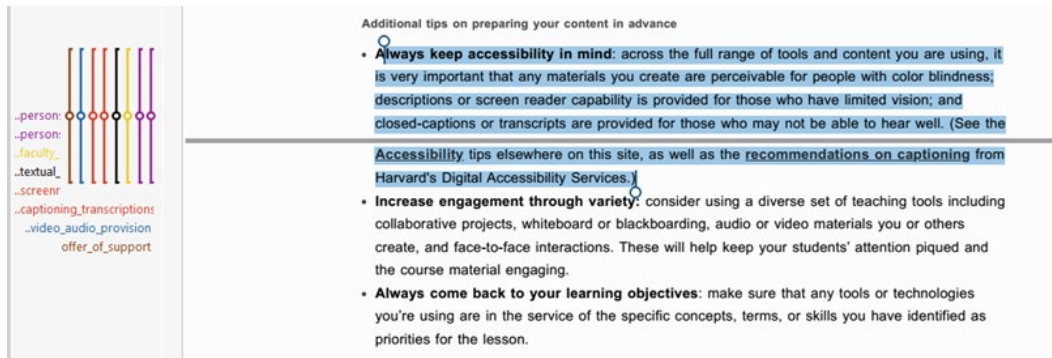 Additional tips on preparing your content in advance
• Always keep accessibility in mind: across the full range of tools and content you are using, it
is very important that any materials you create are perceivable for people with color blindness;
descriptions or screen reader capability is provided for those who have limited vision; and
closed-captions or transcripts are provided for those who may not be able to hear well. (See the
Accessibility tips elsewhere on this site, as well as the recommendations on captioning from
Harvard's Digital Accessibility Services.)
• Increase engagement through variety: consider using a diverse set of teaching tools including
collaborative projects, whiteboard or blackboarding, audio or video materials you or others
create, and face-to-face interactions. These will help keep your students' attention piqued and
the course material engaging.
• Always come back to your learning objectives: make sure that any tools or technologies
you're using are in the service of the specific concepts, terms, or skills you have identified as
priorities for the lesson.
..person:
..person:
..faculty_
..textual_
..screenr
..captioning_transcriptions
..video_audio_provision
offer_of_support